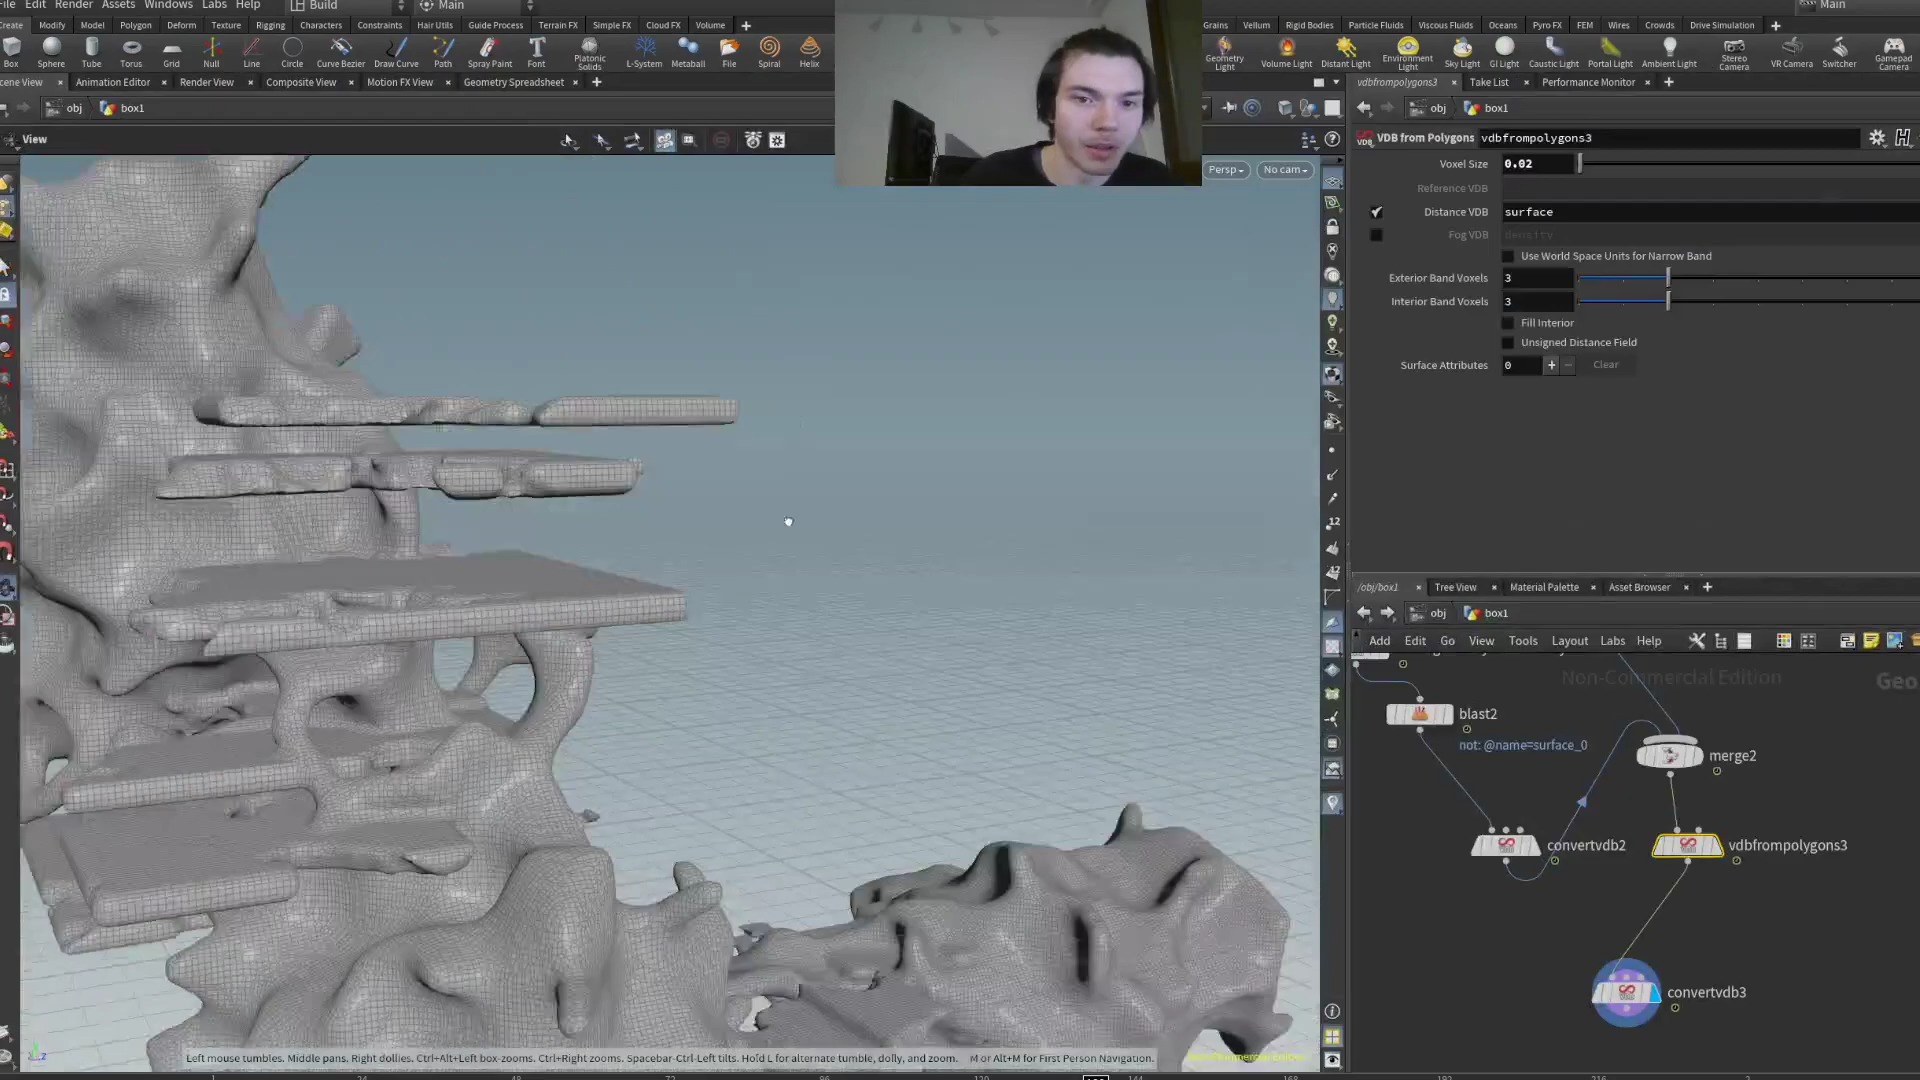 File Edit Render Assets Windows Labs Help Build Main Main
Create Modify Model Polygon Deform Texture Rigging Characters Constraints Hair Utils Guide Process Terrain FX Simple FX Cloud FX Volume
Grains Vellum Rigid Bodies Particle Fluids Viscous Fluids Oceans Pyro FX FEM Wires Crowds Drive Simulation
Box Sphere Tube Torus Grid Null Line Circle Curve Bezier Draw Curve Path Spray Paint Font Platonic Solids L-System Metaball File Spiral Helix
Geometry Light Volume Light Distant Light Environment Light Sky Light GI Light Caustic Light Portal Light Ambient Light Stereo Camera VR Camera Switcher Gamepad Camera
Scene View Animation Editor Render View Composite View Motion FX View Geometry Spreadsheet
vdbfrompolygons3 Take List Performance Monitor
obj box1
obj box1
View
Persp No cam
VDB from Polygons vdbfrompolygons3
Voxel Size 0.02
Reference VDB
Distance VDB surface
Fog VDB density
Use World Space Units for Narrow Band
Exterior Band Voxels 3
Interior Band Voxels 3
Fill Interior
Unsigned Distance Field
Surface Attributes 0 + − Clear
/obj/box1 Tree View Material Palette Asset Browser
obj box1
Add Edit Go View Tools Layout Labs Help
Non-Commercial Edition Geo
blast2
not: @name=surface_0
merge2
convertvdb2
vdbfrompolygons3
convertvdb3
Left mouse tumbles. Middle pans. Right dollies. Ctrl+Alt+Left box-zooms. Ctrl+Right zooms. Spacebar-Ctrl-Left tilts. Hold L for alternate tumble, dolly, and zoom. M or Alt+M for First Person Navigation.